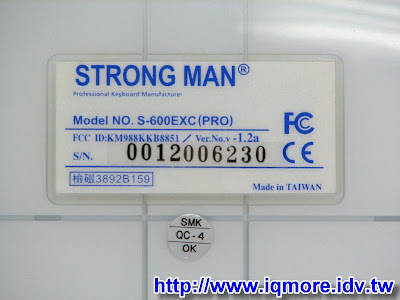 STRONG MAN®
Professional Keyboard Manufacturer
Model NO. S-600EXC(PRO)
FCC ID:KM988KKB8851 / Ver.No.v -1.2a
FC
S/N. 0012006230
CE
檢磁3892B159
Made in TAIWAN
SMK
QC-4
OK
http://www.iqmore.idv.tw